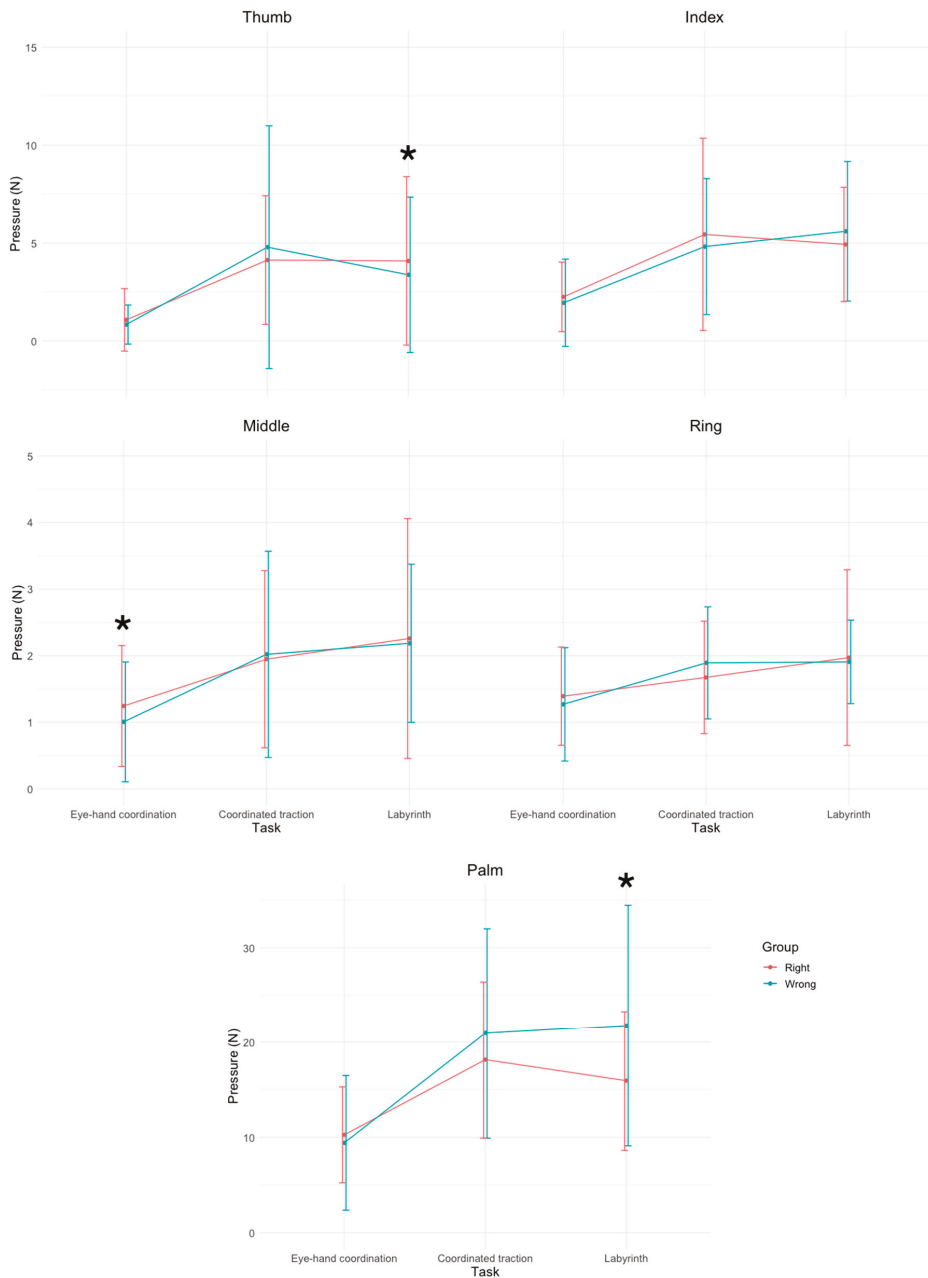 Thumb
Index
Pressure (N)
15
10
5
0
*
Middle
Ring
Pressure (N)
5
4
3
2
1
0
*
Eye-hand coordination
Coordinated traction
Labyrinth
Task
Eye-hand coordination
Coordinated traction
Labyrinth
Task
Palm
*
Pressure (N)
30
20
10
0
Eye-hand coordination
Coordinated traction
Labyrinth
Task
Group
Right
Wrong